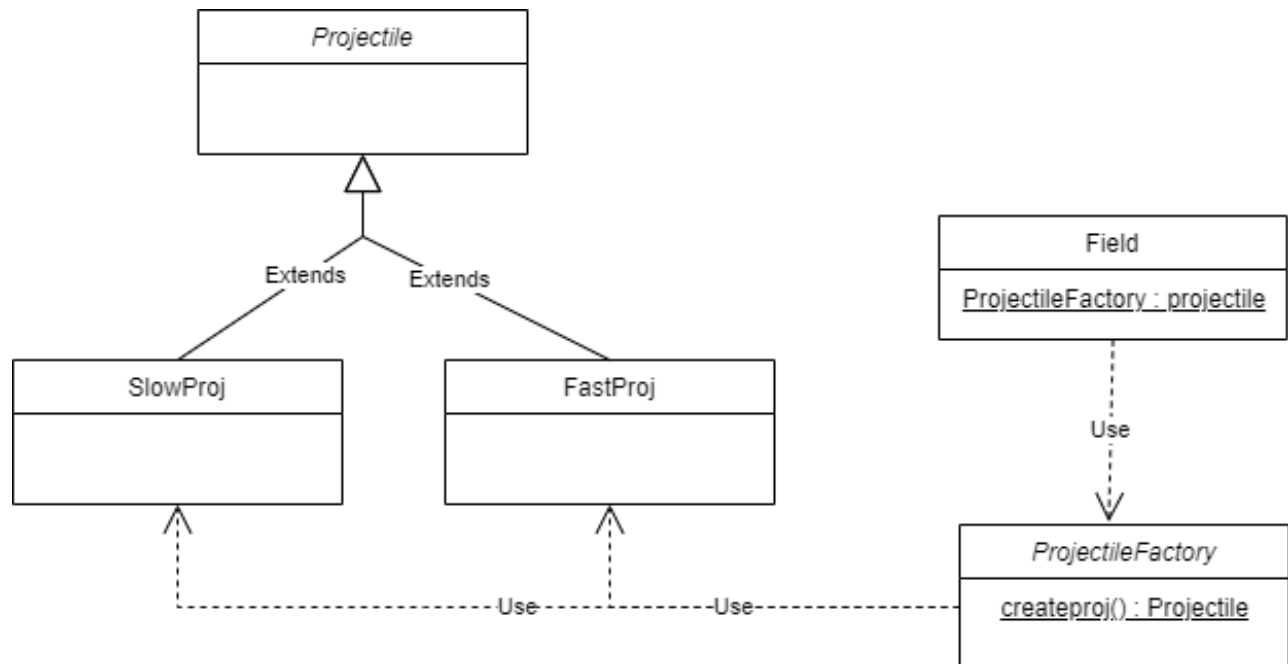 Projectile
Field
ProjectileFactory : projectile
Extends
Extends
SlowProj
FastProj
Use
ProjectileFactory
createproj() : Projectile
Use
Use